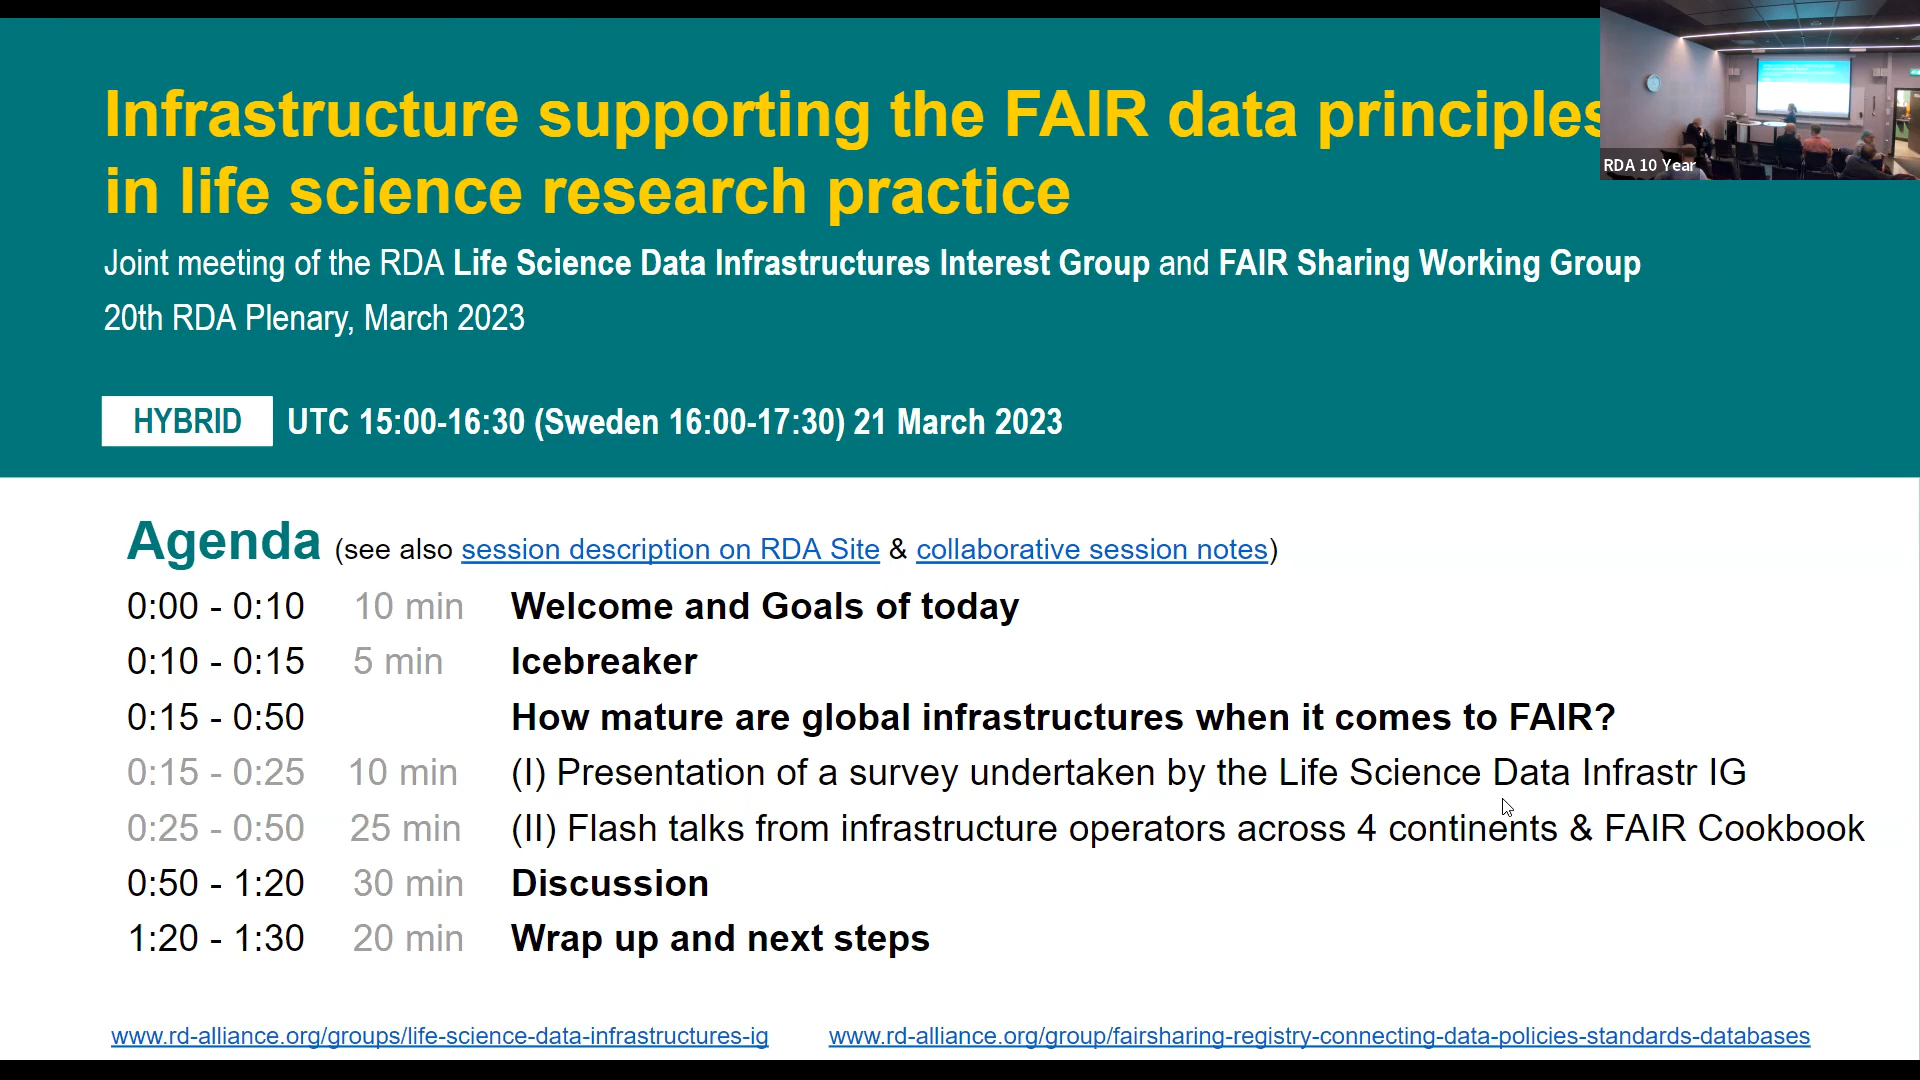 Infrastructure supporting the FAIR data principles
in life science research practice
RDA 10 Year
Joint meeting of the RDA Life Science Data Infrastructures Interest Group and FAIR Sharing Working Group
20th RDA Plenary, March 2023
HYBRID UTC 15:00-16:30 (Sweden 16:00-17:30) 21 March 2023
Agenda (see also session description on RDA Site & collaborative session notes)
0:00 - 0:10 10 min Welcome and Goals of today
0:10 - 0:15 5 min Icebreaker
0:15 - 0:50 How mature are global infrastructures when it comes to FAIR?
0:15 - 0:25 10 min (I) Presentation of a survey undertaken by the Life Science Data Infrastr IG
0:25 - 0:50 25 min (II) Flash talks from infrastructure operators across 4 continents & FAIR Cookbook
0:50 - 1:20 30 min Discussion
1:20 - 1:30 20 min Wrap up and next steps
www.rd-alliance.org/groups/life-science-data-infrastructures-ig www.rd-alliance.org/group/fairsharing-registry-connecting-data-policies-standards-databases